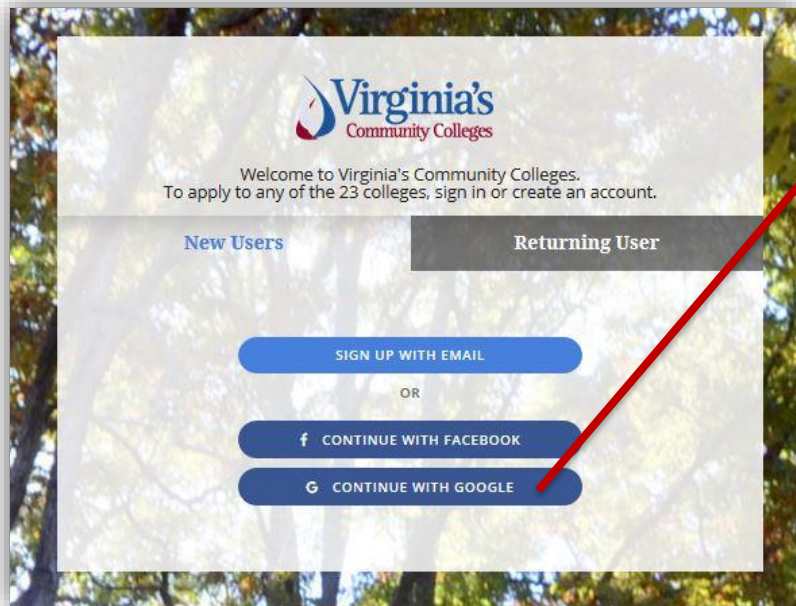 Virginia's
Community Colleges
Welcome to Virginia's Community Colleges.
To apply to any of the 23 colleges, sign in or create an account.
New Users
Returning User
SIGN UP WITH EMAIL
OR
f CONTINUE WITH FACEBOOK
G CONTINUE WITH GOOGLE